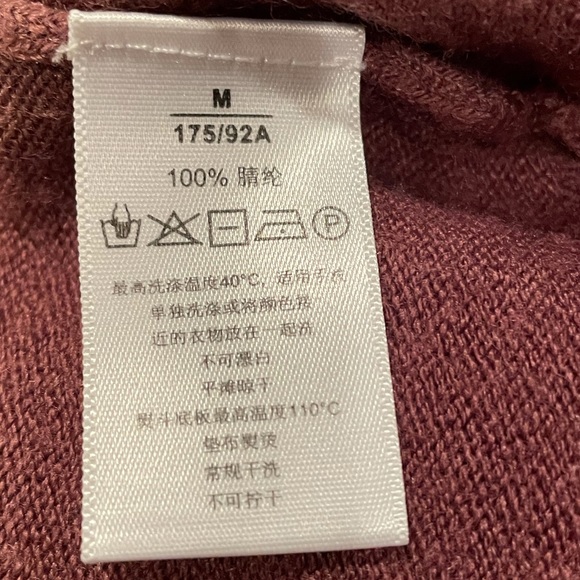 M
175/92A
100% 腈纶
P
最高洗涤温度40°C, 适用手洗
单独洗涤或将颜色接
近的衣物放在一起洗
不可漂白
平摊晾干
熨斗底板最高温度110°C
垫布熨烫
常规干洗
不可拧干